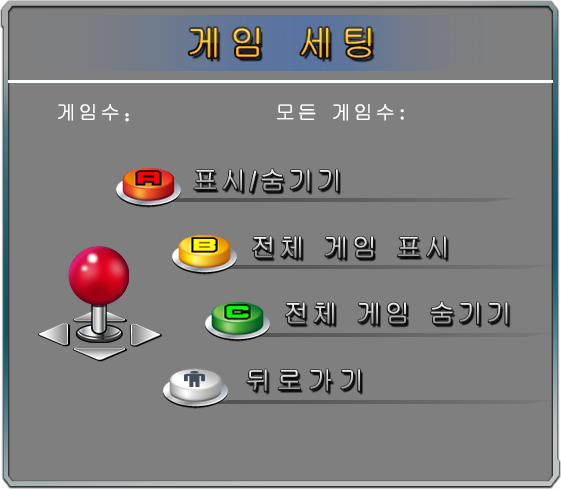 게임 세팅
게임수: 모든 게임수:
A 표시/숨기기
B 전체 게임 표시
C 전체 게임 숨기기
뒤로가기